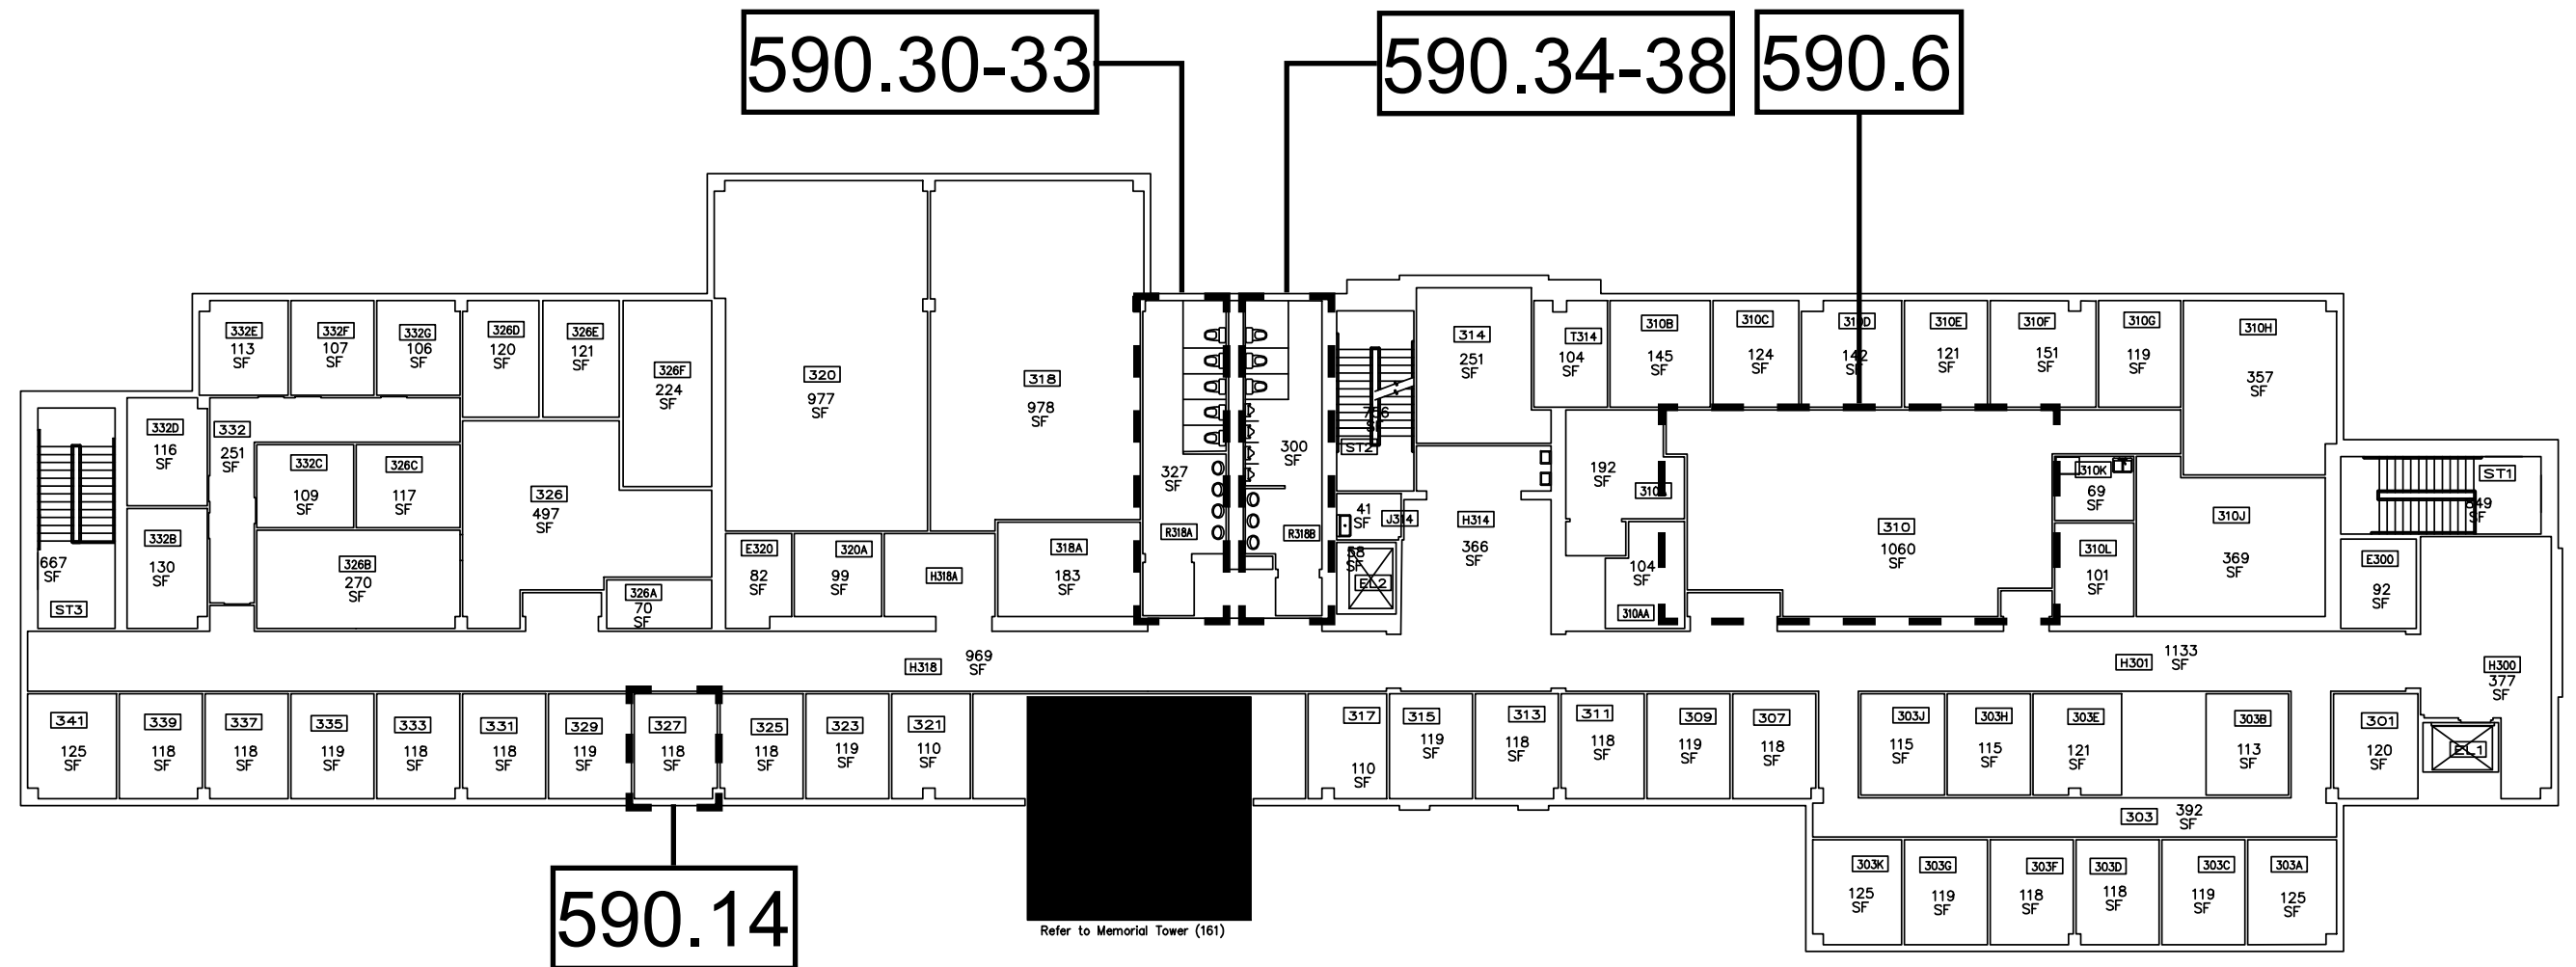 590.30-33
590.34-38
590.6
332E
113
SF
332F
107
SF
332G
106
SF
326D
120
SF
326E
121
SF
326F
224
SF
320
977
SF
318
978
SF
314
251
SF
T314
104
SF
310B
145
SF
310C
124
SF
310D
142
SF
310E
121
SF
310F
151
SF
310G
119
SF
310H
357
SF
332D
116
SF
332
251
SF
332C
109
SF
326C
117
SF
326
497
SF
327
SF
R318A
300
SF
R318B
ST2
41
SF
J314
58
SF
EL2
H314
366
SF
192
SF
104
SF
310AA
310
1060
SF
310K
69
SF
310L
101
SF
310J
369
SF
ST1
SF
E300
92
SF
667
SF
ST3
332B
130
SF
326B
270
SF
326A
70
SF
E320
82
SF
320A
99
SF
H318A
318A
183
SF
H318
969
SF
H301
1133
SF
H300
377
SF
341
125
SF
339
118
SF
337
118
SF
335
119
SF
333
118
SF
331
118
SF
329
119
SF
327
118
SF
325
118
SF
323
119
SF
321
110
SF
317
110
SF
315
119
SF
313
118
SF
311
118
SF
309
119
SF
307
118
SF
303J
115
SF
303H
115
SF
303E
121
SF
303B
113
SF
301
120
SF
EL1
303
392
SF
303K
125
SF
303G
119
SF
303F
118
SF
303D
118
SF
303C
119
SF
303A
125
SF
590.14
Refer to Memorial Tower (161)